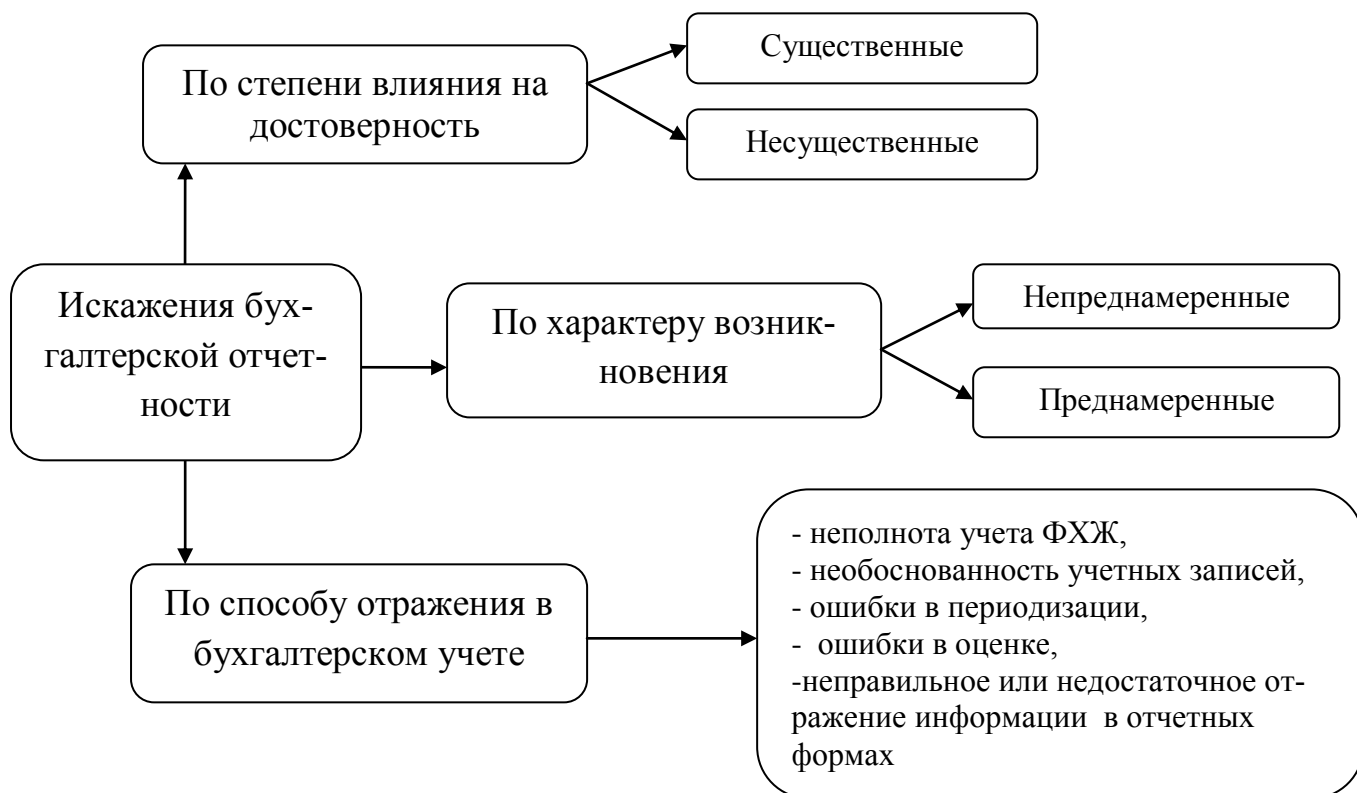 По степени влияния на
достоверность
Существенные
Несущественные
Искажения бух-
галтерской отчет-
ности
По характеру возник-
новения
Непреднамеренные
Преднамеренные
По способу отражения в
бухгалтерском учете
- неполнота учета ФХЖ,
- необоснованность учетных записей,
- ошибки в периодизации,
-  ошибки в оценке,
-неправильное или недостаточное от-
ражение информации  в отчетных
формах